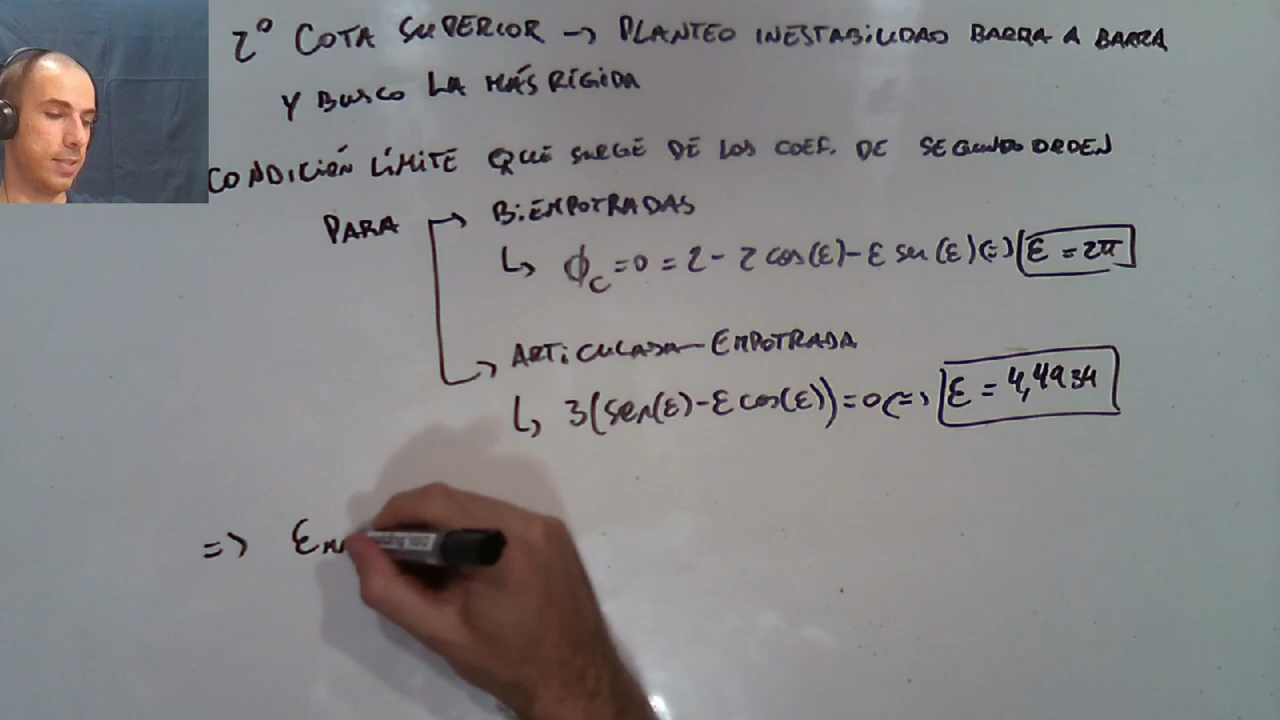 2º COTA SUPERIOR → PLANTEO INESTABILIDAD BARRA A BARRA
Y BUSCO LA MÁS RÍGIDA
CONDICIÓN LÍMITE QUE SURGE DE LOS COEF. DE SEGUNDO ORDEN
PARA → BIEMPOTRADAS
↳ ϕc = 0 = 2 - 2 cos(ε) - ε sen(ε) (=) ε = 2π
→ ARTICULADA-EMPOTRADA
↳ 3(sen(ε) - ε cos(ε)) = 0 (=) ε = 4,4934
=> ε